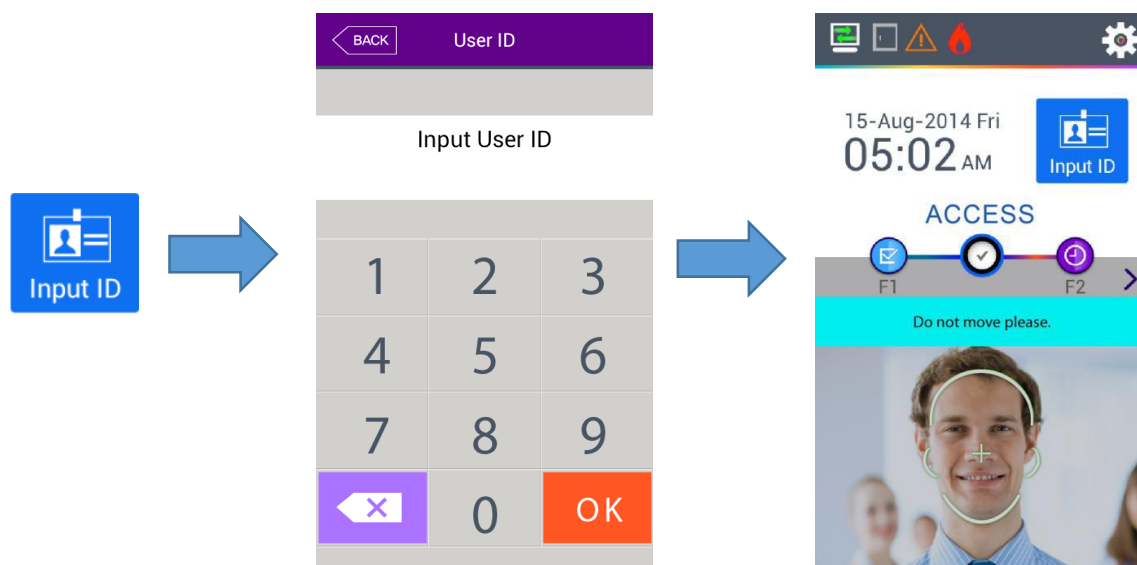 Input ID
BACK
User ID
Input User ID
1 2 3
4 5 6
7 8 9
0 OK
15-Aug-2014 Fri
05:02 AM
Input ID
ACCESS
F1 F2
Do not move please.